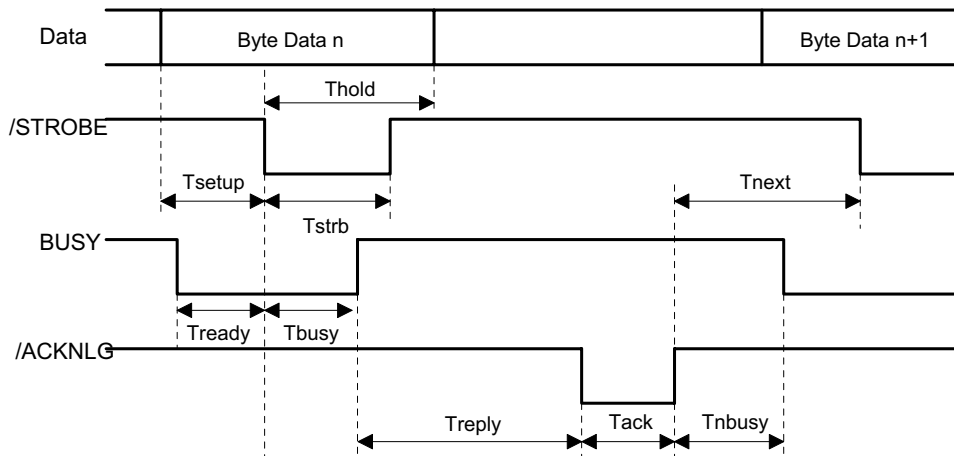 Data
Byte Data n
Byte Data n+1
Thold
/STROBE
Tsetup
Tnext
Tstrb
BUSY
Tready
Tbusy
/ACKNLG
Treply
Tack
Tnbusy